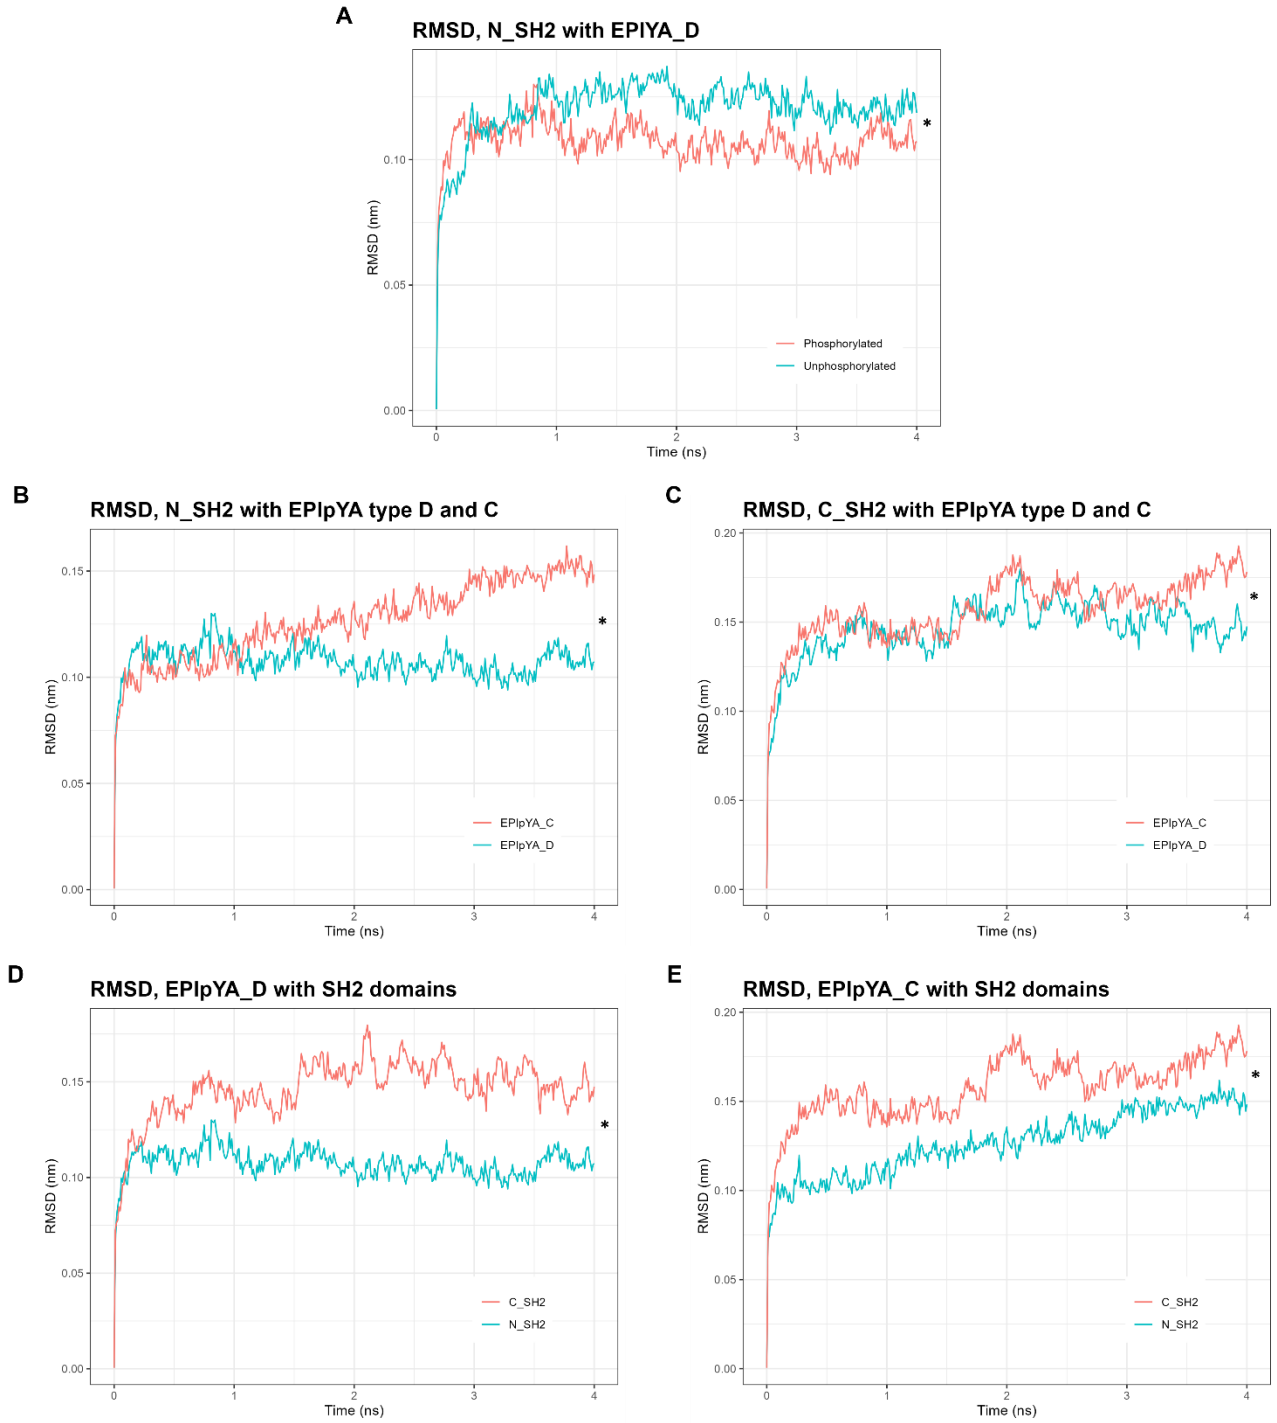 A
RMSD, N_SH2 with EPIYA_D
RMSD (nm)
0.10
0.05
0.00
*
Phosphorylated
Unphosphorylated
0 1 2 3 4
Time (ns)
B
RMSD, N_SH2 with EPIpYA type D and C
RMSD (nm)
0.15
0.10
0.05
0.00
*
EPIpYA_C
EPIpYA_D
0 1 2 3 4
Time (ns)
C
RMSD, C_SH2 with EPIpYA type D and C
RMSD (nm)
0.20
0.15
0.10
0.05
0.00
*
EPIpYA_C
EPIpYA_D
0 1 2 3 4
Time (ns)
D
RMSD, EPIpYA_D with SH2 domains
RMSD (nm)
0.15
0.10
0.05
0.00
*
C_SH2
N_SH2
0 1 2 3 4
Time (ns)
E
RMSD, EPIpYA_C with SH2 domains
RMSD (nm)
0.20
0.15
0.10
0.05
0.00
*
C_SH2
N_SH2
0 1 2 3 4
Time (ns)